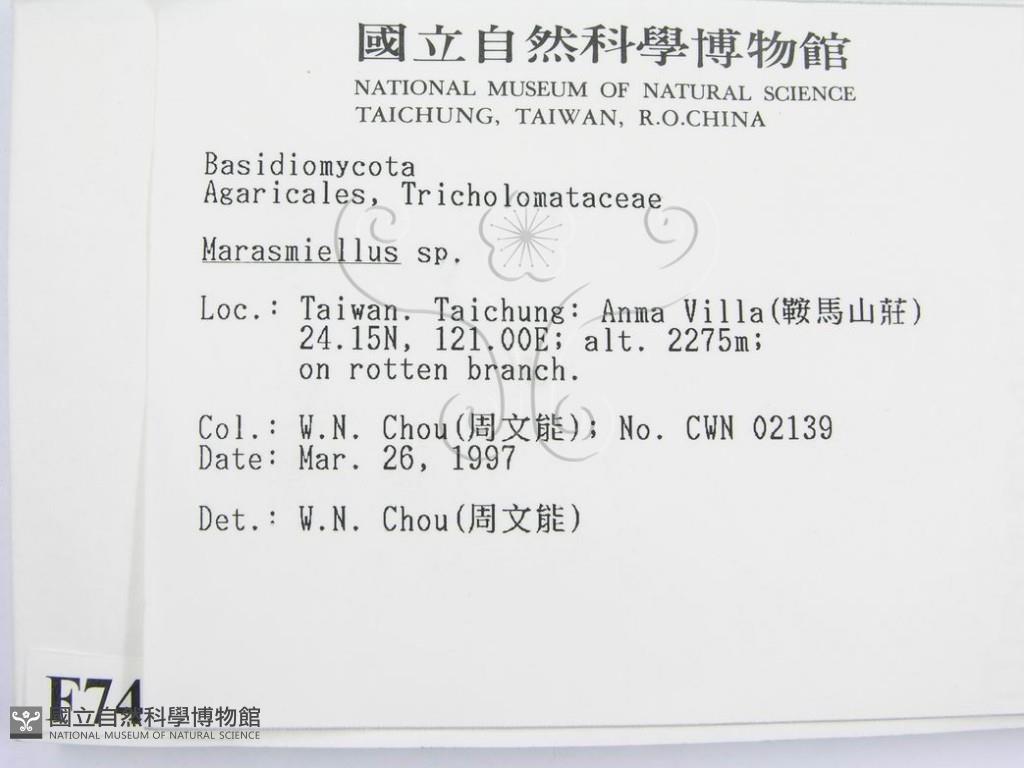 國立自然科學博物館
NATIONAL MUSEUM OF NATURAL SCIENCE
TAICHUNG, TAIWAN, R.O.CHINA
Basidiomycota
Agaricales, Tricholomataceae
Marasmiellus sp.
Loc.: Taiwan. Taichung: Anma Villa(鞍馬山莊)
24.15N, 121.00E; alt. 2275m;
on rotten branch.
Col.: W.N. Chou(周文能); No. CWN 02139
Date: Mar. 26, 1997
Det.: W.N. Chou(周文能)
F74
國立自然科學博物館
NATIONAL MUSEUM OF NATURAL SCIENCE